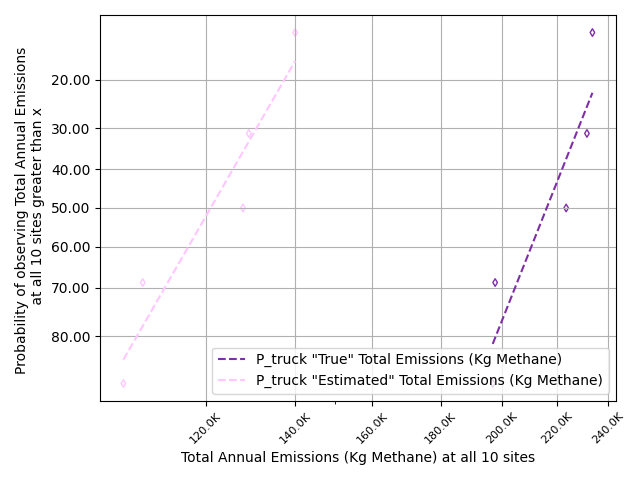 Probability of observing Total Annual Emissions
at all 10 sites greater than x
20.00
30.00
40.00
50.00
60.00
70.00
80.00
P_truck "True" Total Emissions (Kg Methane)
P_truck "Estimated" Total Emissions (Kg Methane)
120.0K
140.0K
160.0K
180.0K
200.0K
220.0K
240.0K
Total Annual Emissions (Kg Methane) at all 10 sites